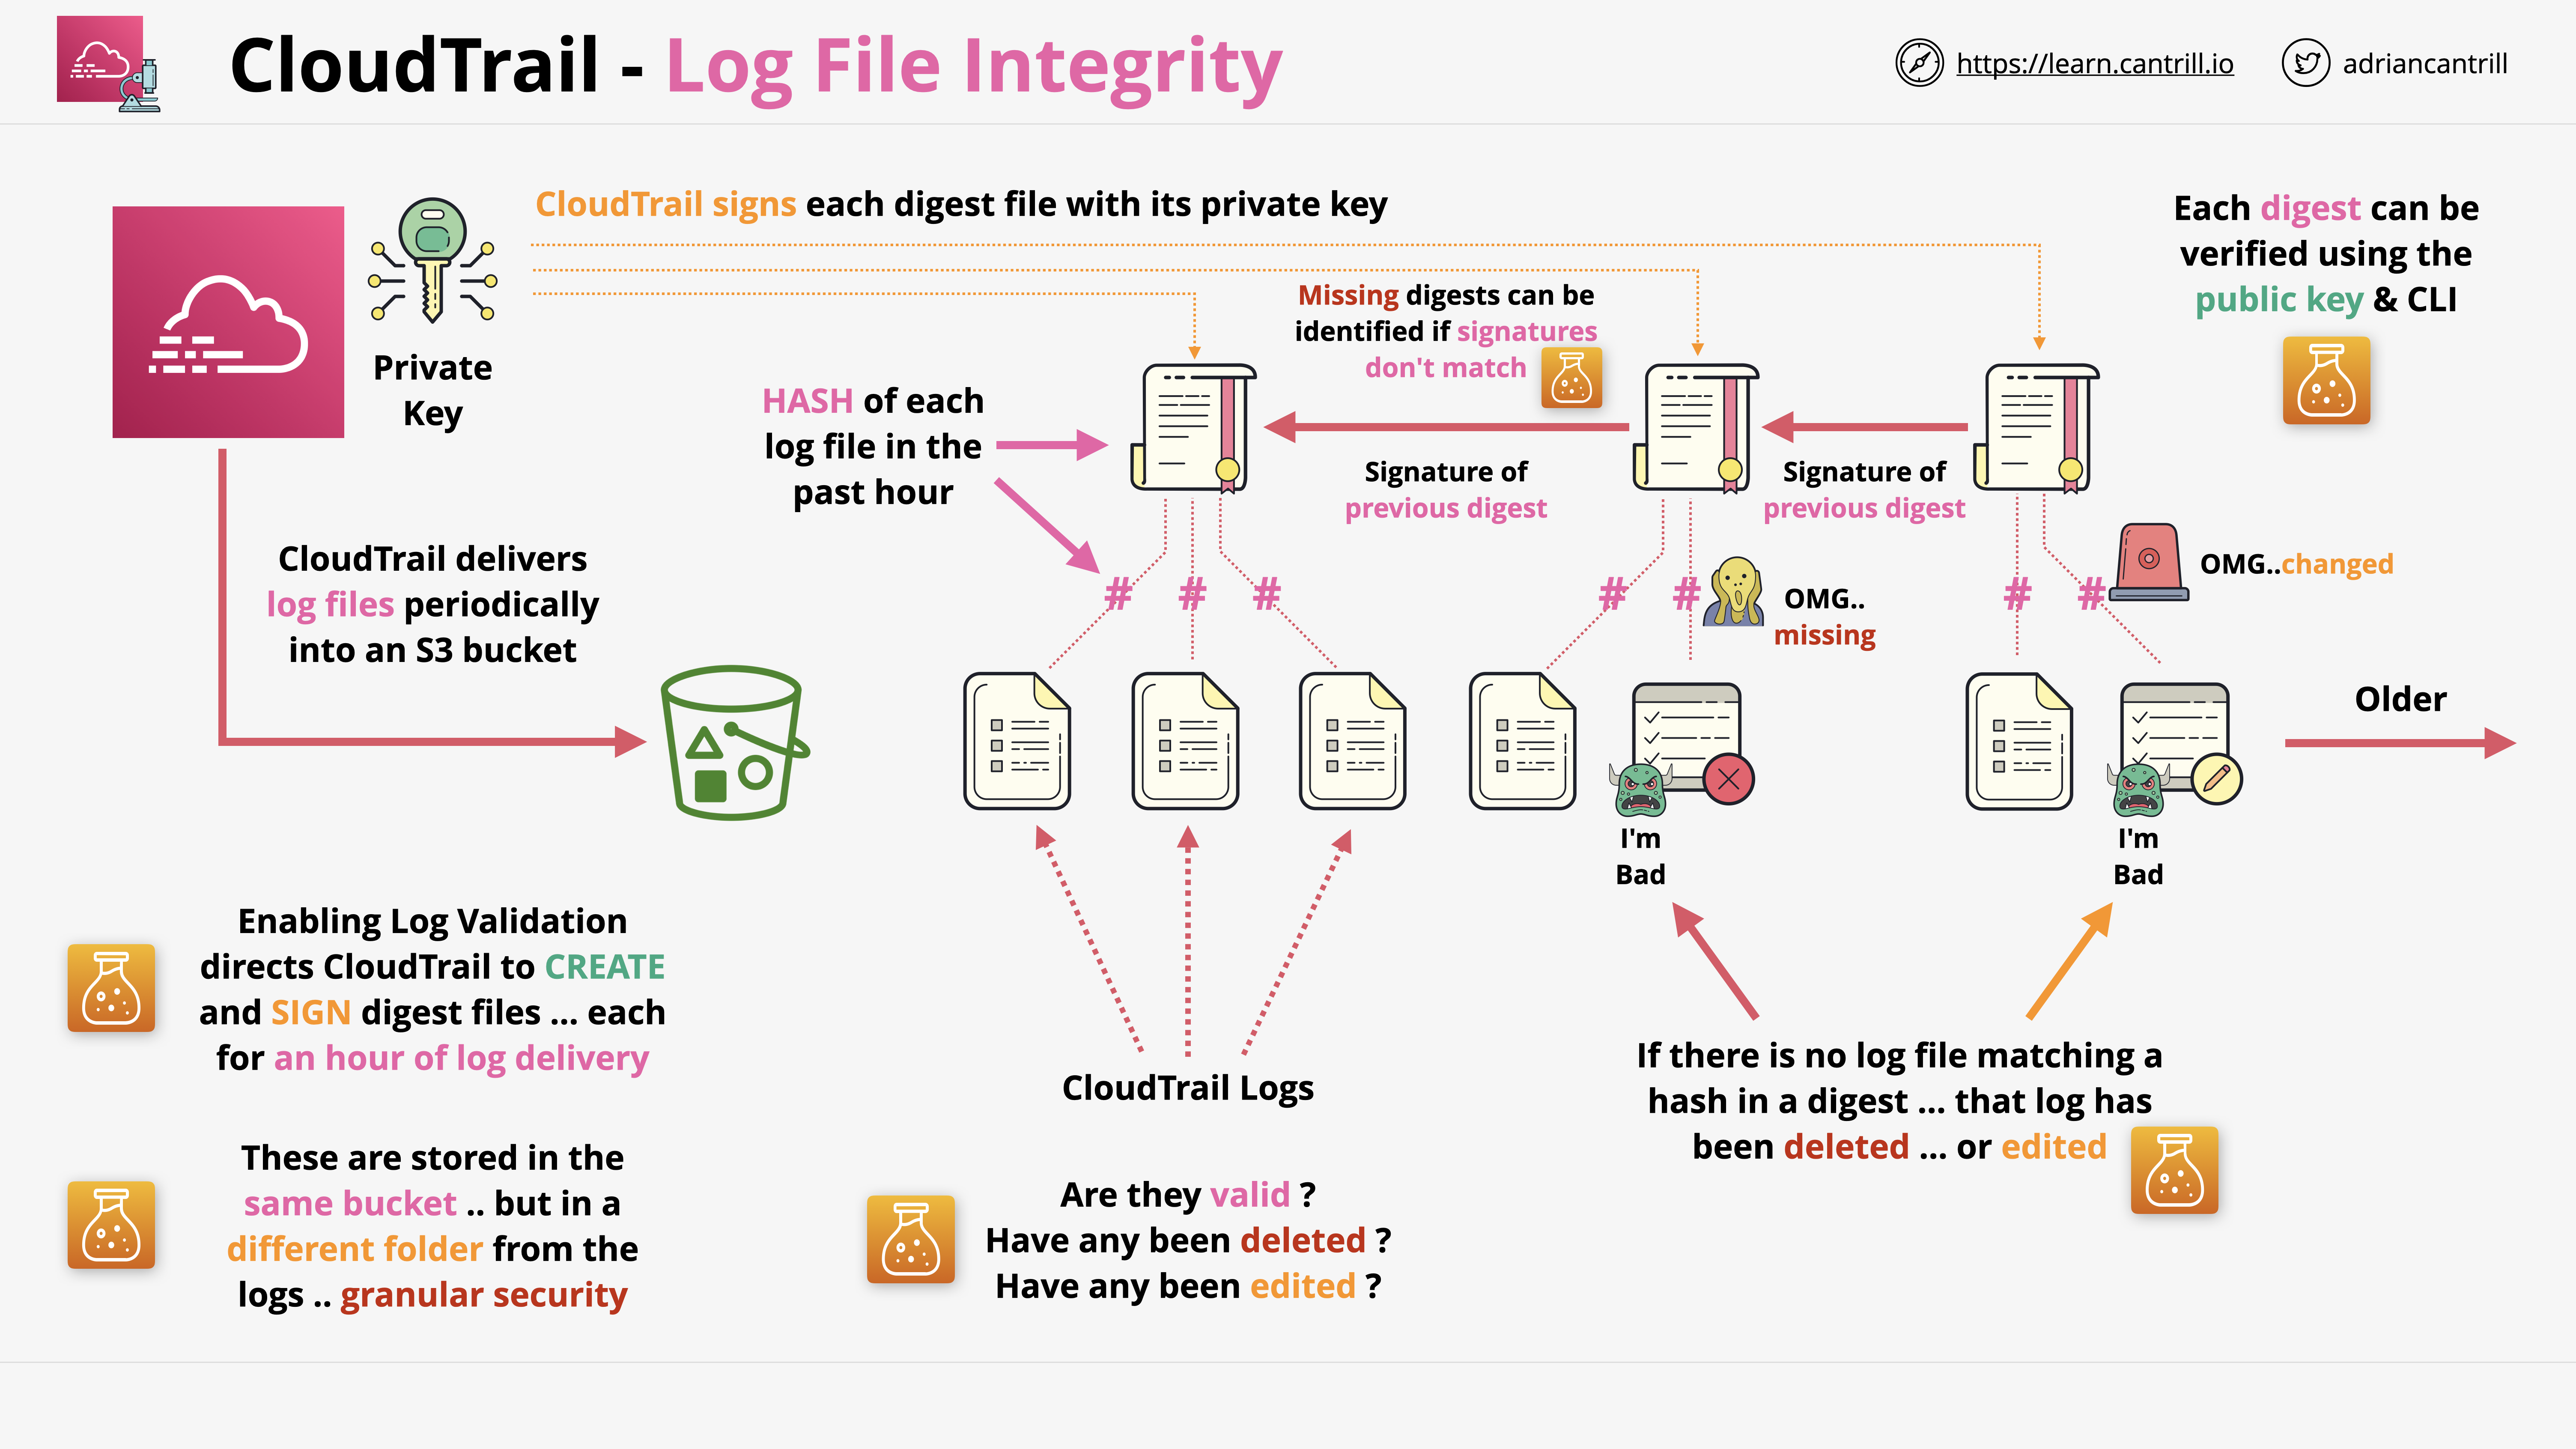 CloudTrail - Log File Integrity
https://learn.cantrill.io
adriancantrill
CloudTrail signs each digest file with its private key
Each digest can be
verified using the
public key & CLI
Private
Key
Missing digests can be
identified if signatures
don't match
HASH of each
log file in the
past hour
Signature of
previous digest
Signature of
previous digest
CloudTrail delivers
log files periodically
into an S3 bucket
# # #
# #
# #
OMG..
missing
OMG..changed
Older
I'm
Bad
I'm
Bad
Enabling Log Validation
directs CloudTrail to CREATE
and SIGN digest files ... each
for an hour of log delivery
CloudTrail Logs
If there is no log file matching a
hash in a digest ... that log has
been deleted ... or edited
These are stored in the
same bucket .. but in a
different folder from the
logs .. granular security
Are they valid ?
Have any been deleted ?
Have any been edited ?